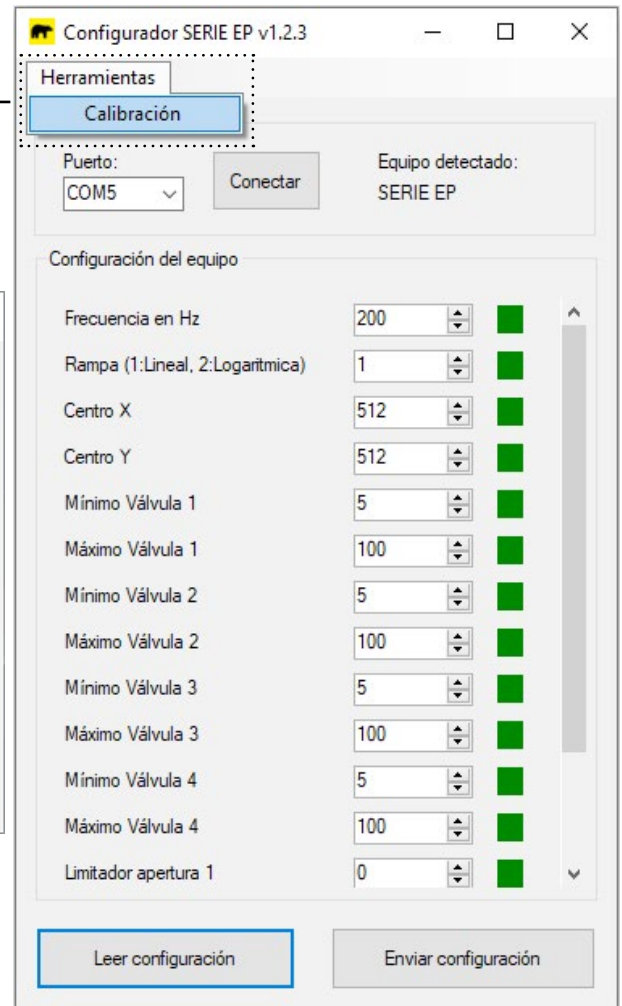 Configurador SERIE EP v1.2.3
Herramientas
Calibración
Puerto:
COM5
Conectar
Equipo detectado:
SERIE EP
Configuración del equipo
Frecuencia en Hz 200
Rampa (1:Lineal, 2:Logaritmica) 1
Centro X 512
Centro Y 512
Mínimo Válvula 1 5
Máximo Válvula 1 100
Mínimo Válvula 2 5
Máximo Válvula 2 100
Mínimo Válvula 3 5
Máximo Válvula 3 100
Mínimo Válvula 4 5
Máximo Válvula 4 100
Limitador apertura 1 0
Leer configuración
Enviar configuración